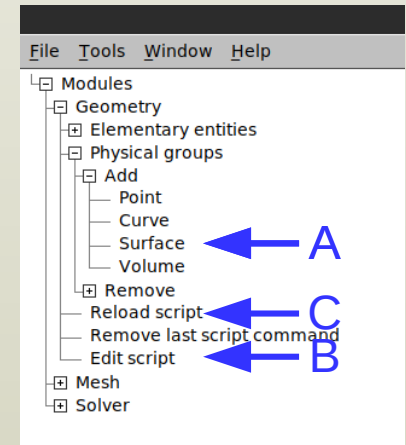 File Tools Window Help
Modules
Geometry
Elementary entities
Physical groups
Add
Point
Curve
Surface A
Volume
Remove
Reload script C
Remove last script command
Edit script B
Mesh
Solver